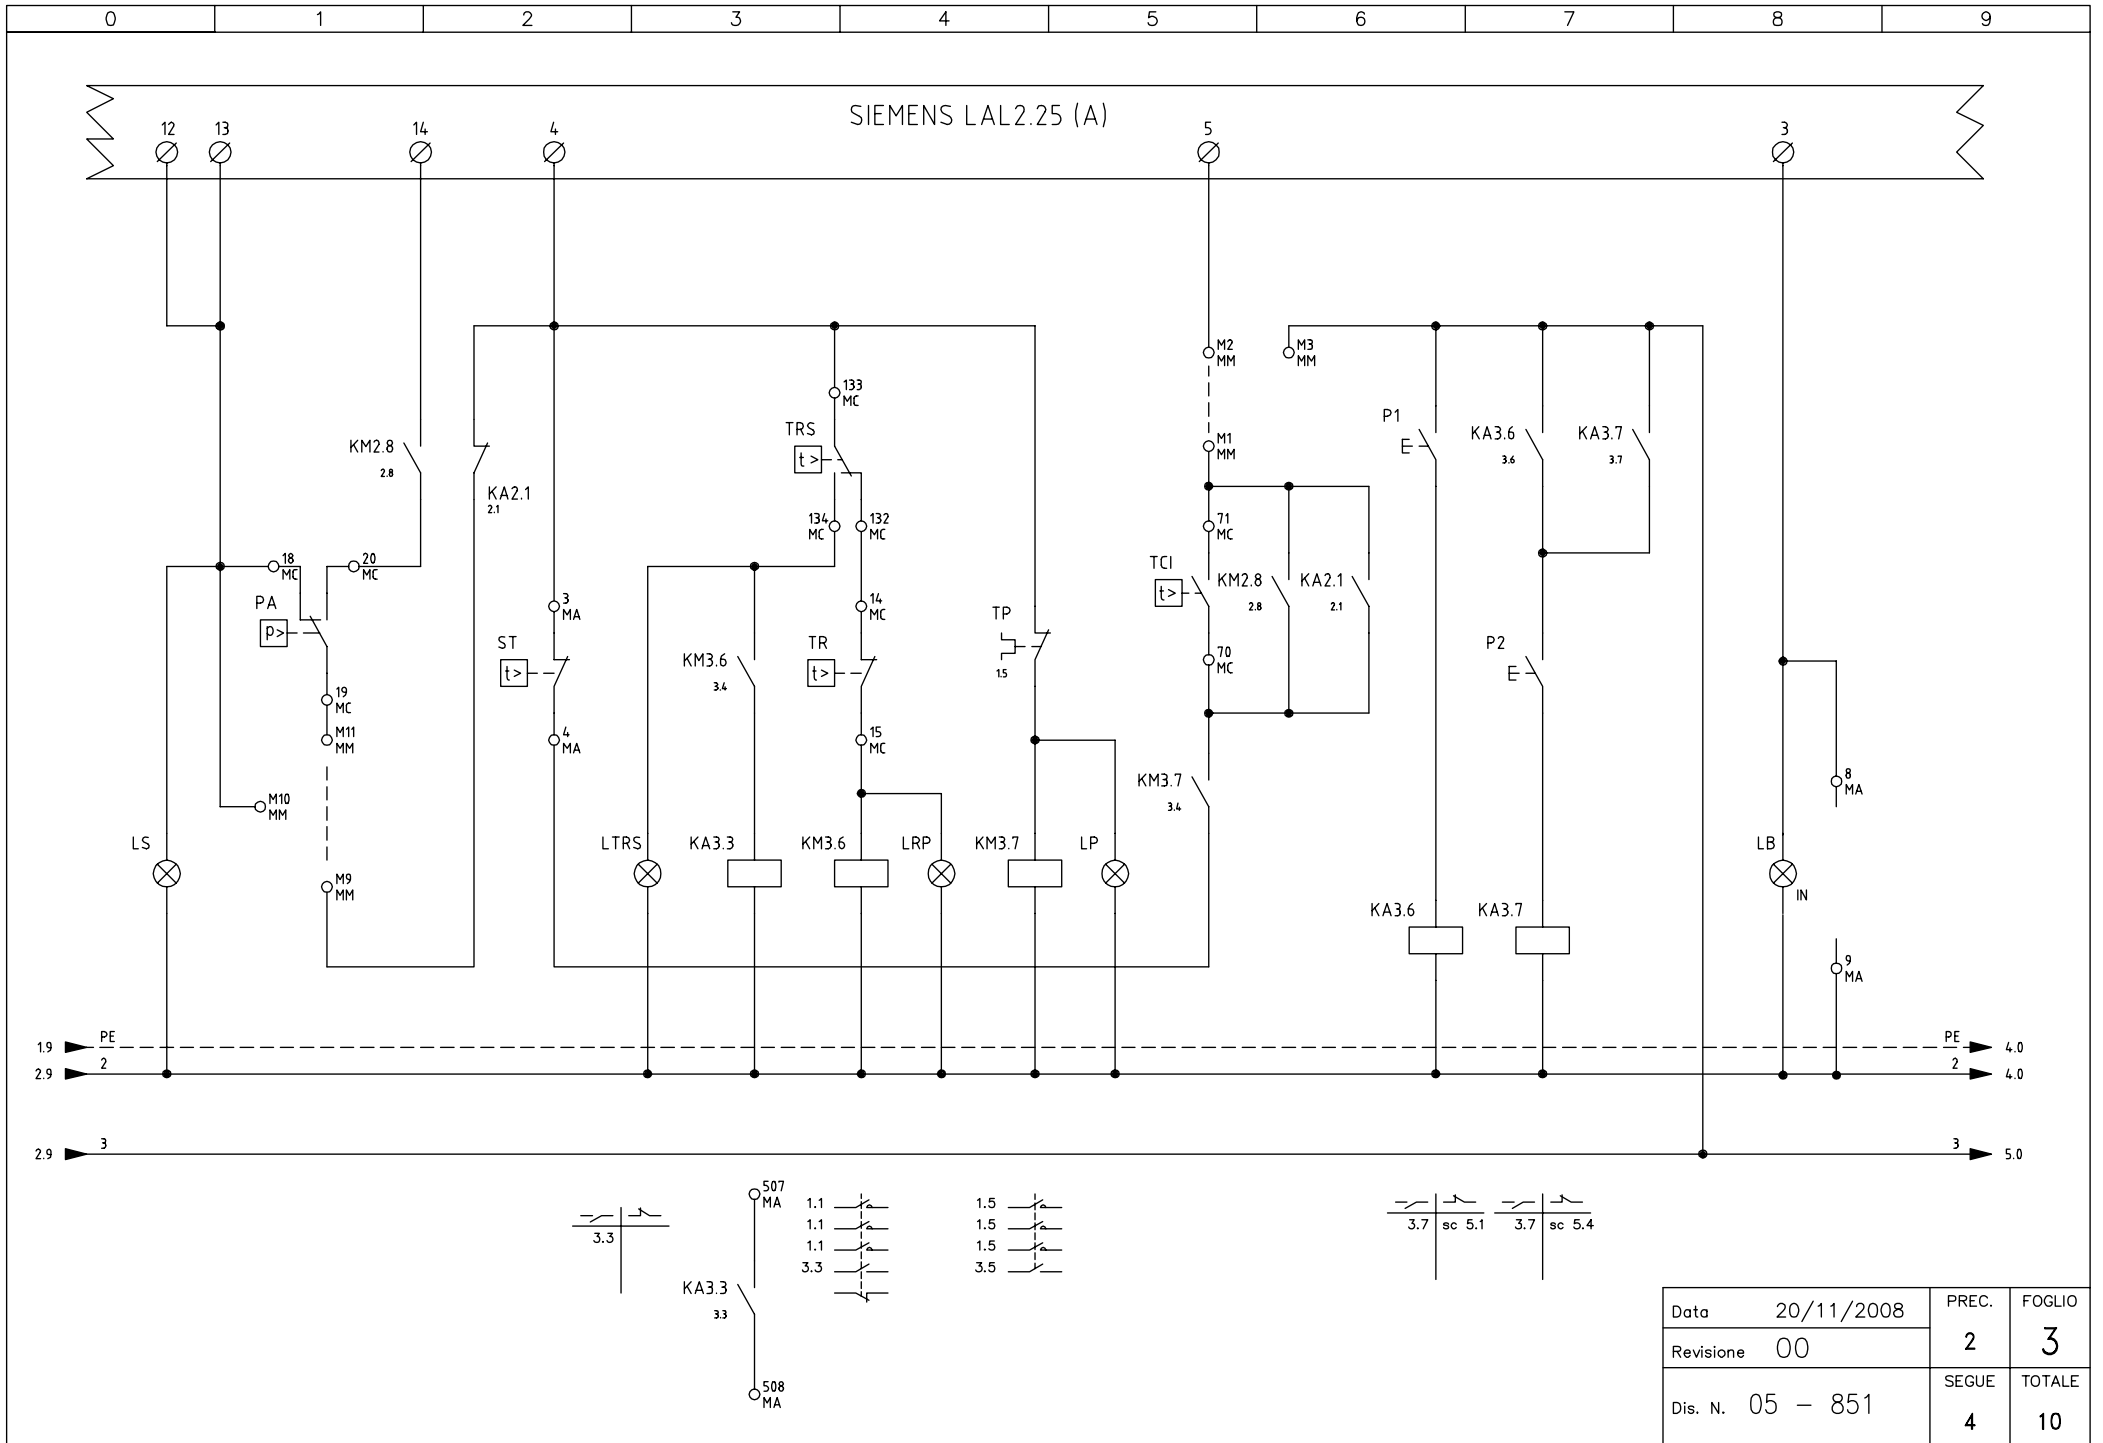 0 1 2 3 4 5 6 7 8 9
SIEMENS LAL2.25 (A)
12 13 14 4 5 3
M2
MM
M3
MM
133
MC
TRS
t>
P1
KM2.8
2.8
KA2.1
2.1
M1
MM
KA3.6
3.6
KA3.7
3.7
134
MC
132
MC
71
MC
18
MC
20
MC
PA
p>
3
MA
14
MC
TCI
t>
KM2.8
2.8
KA2.1
2.1
ST
t>
KM3.6
3.4
TR
t>
TP
1.5
70
MC
P2
19
MC
M11
MM
4
MA
15
MC
M10
MM
KM3.7
3.4
8
MA
LS
M9
MM
LTRS
KA3.3
KM3.6
LRP
KM3.7
LP
LB
IN
KA3.6
KA3.7
9
MA
1.9 PE PE 4.0
2.9 2 2 4.0
2.9 3 3 5.0
3.3
507
MA
KA3.3
3.3
508
MA
1.1
1.1
1.1
3.3
1.5
1.5
1.5
3.5
3.7 sc 5.1
3.7 sc 5.4
Data 20/11/2008
Revisione 00
Dis. N. 05 - 851
PREC.
2
FOGLIO
3
SEGUE
4
TOTALE
10